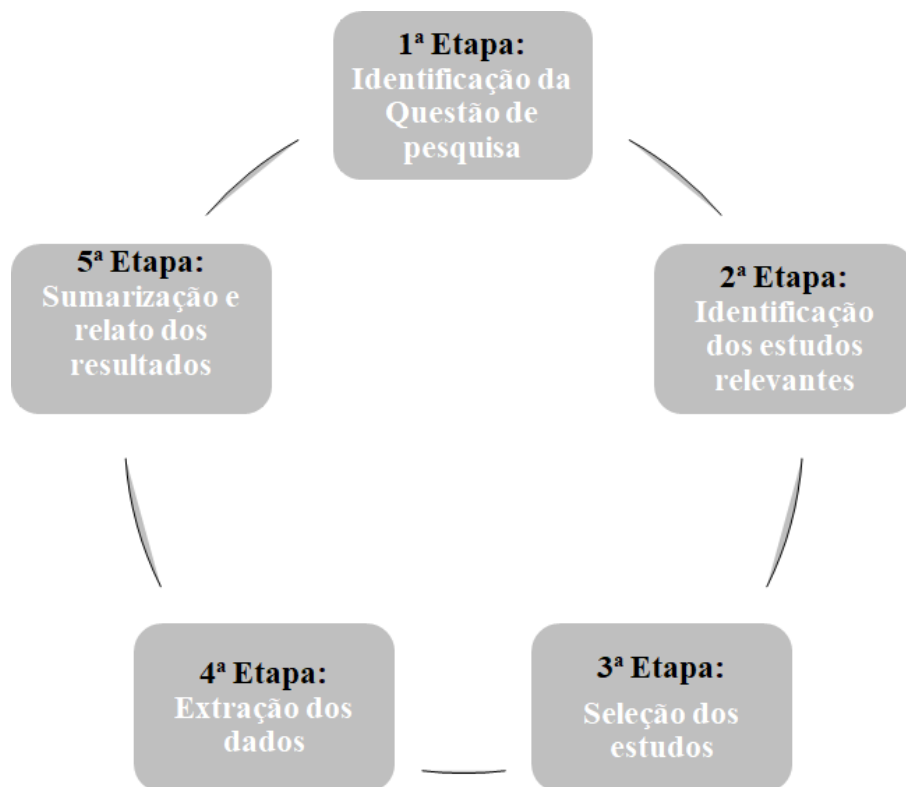 1ª Etapa:
Identificação da
Questão de
pesquisa
2ª Etapa:
Identificação
dos estudos
relevantes
3ª Etapa:
Seleção dos
estudos
4ª Etapa:
Extração dos
dados
5ª Etapa:
Sumarização e
relato dos
resultados